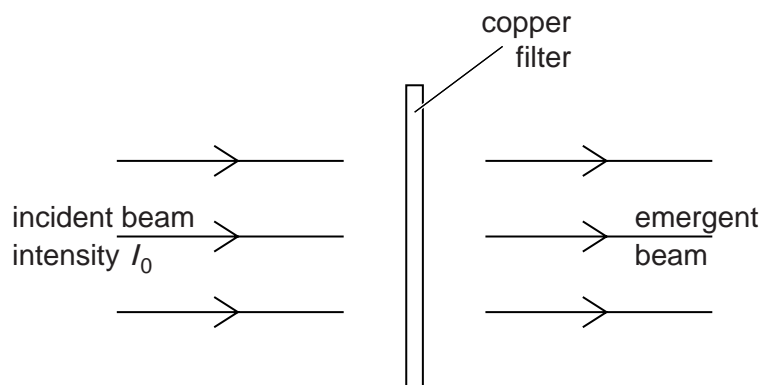 copper
filter
incident beam
intensity I₀
emergent
beam